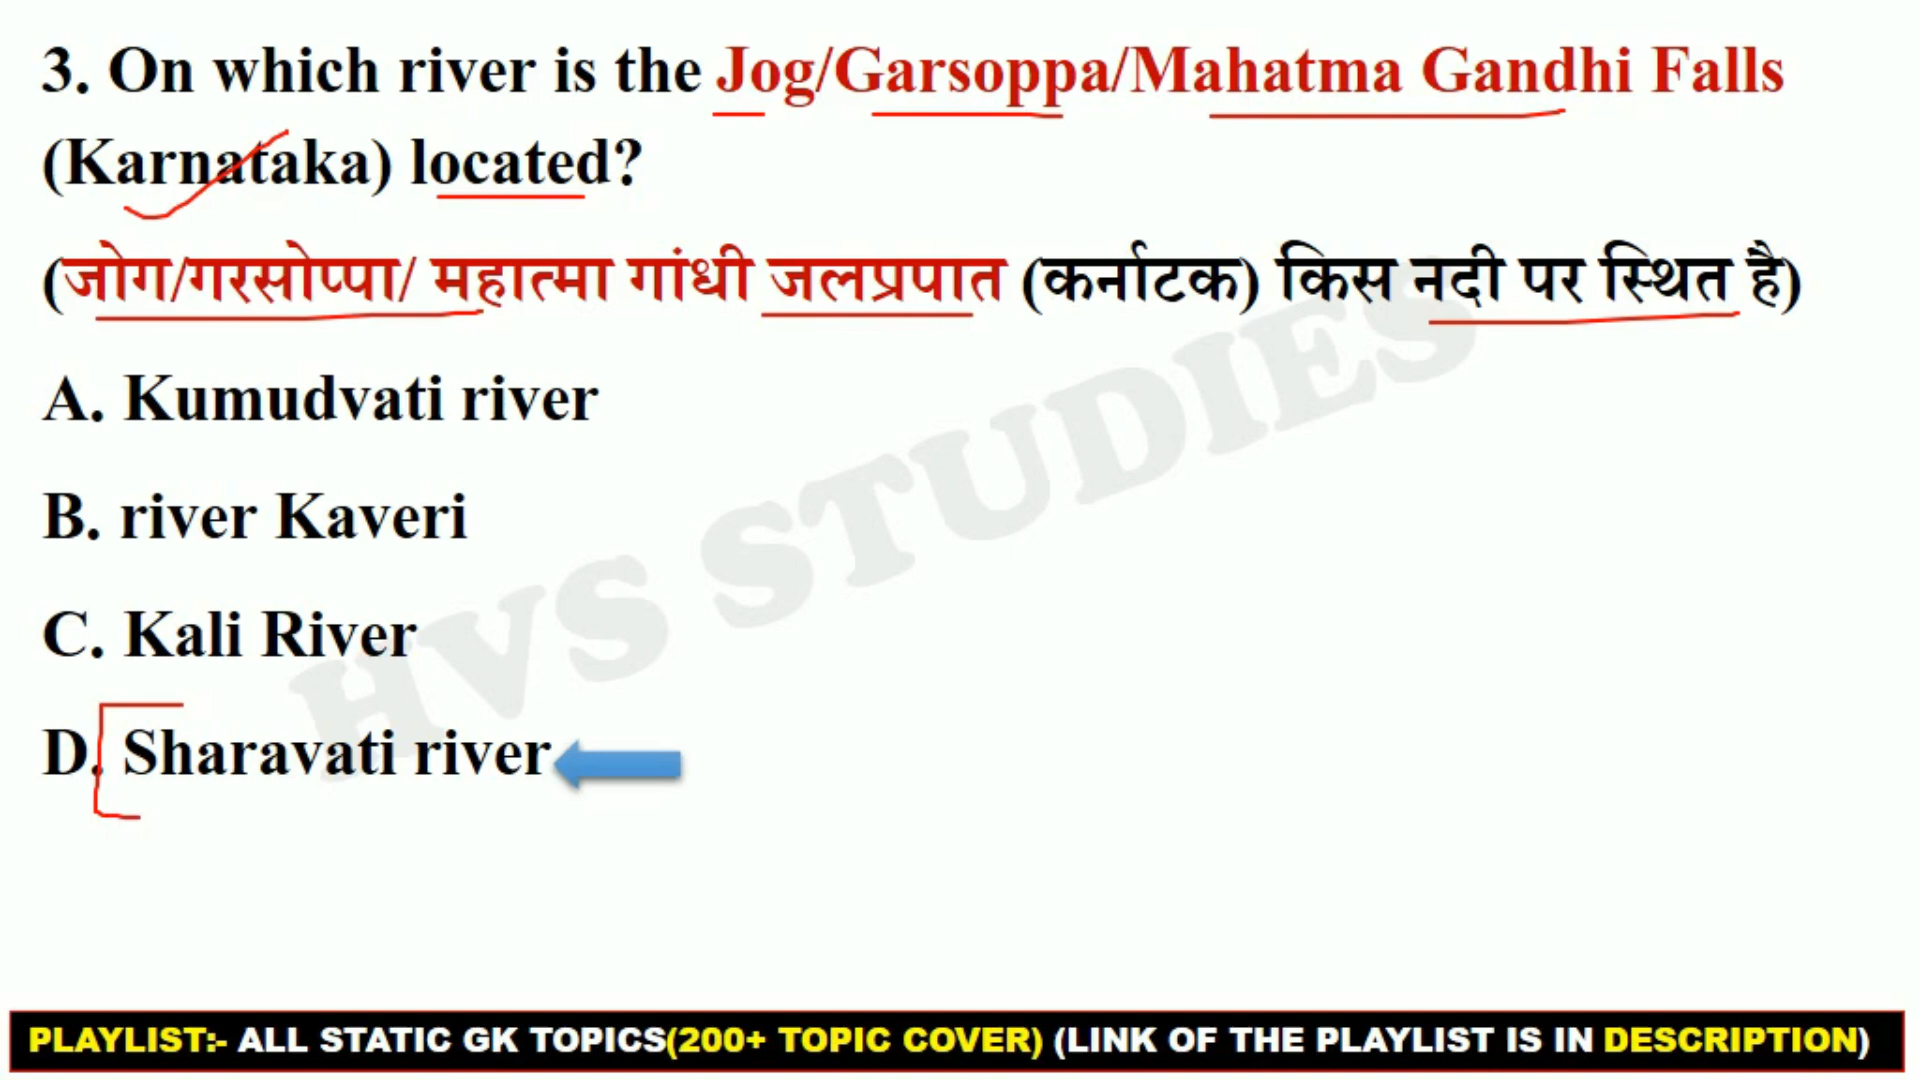 3. On which river is the Jog/Garsoppa/Mahatma Gandhi Falls
(Karnataka) located?
(जोग/गरसोप्पा/ महात्मा गांधी जलप्रपात (कर्नाटक) किस नदी पर स्थित है)
A. Kumudvati river
B. river Kaveri
C. Kali River
D. Sharavati river
HVS STUDIES
PLAYLIST:- ALL STATIC GK TOPICS(200+ TOPIC COVER) (LINK OF THE PLAYLIST IS IN DESCRIPTION)